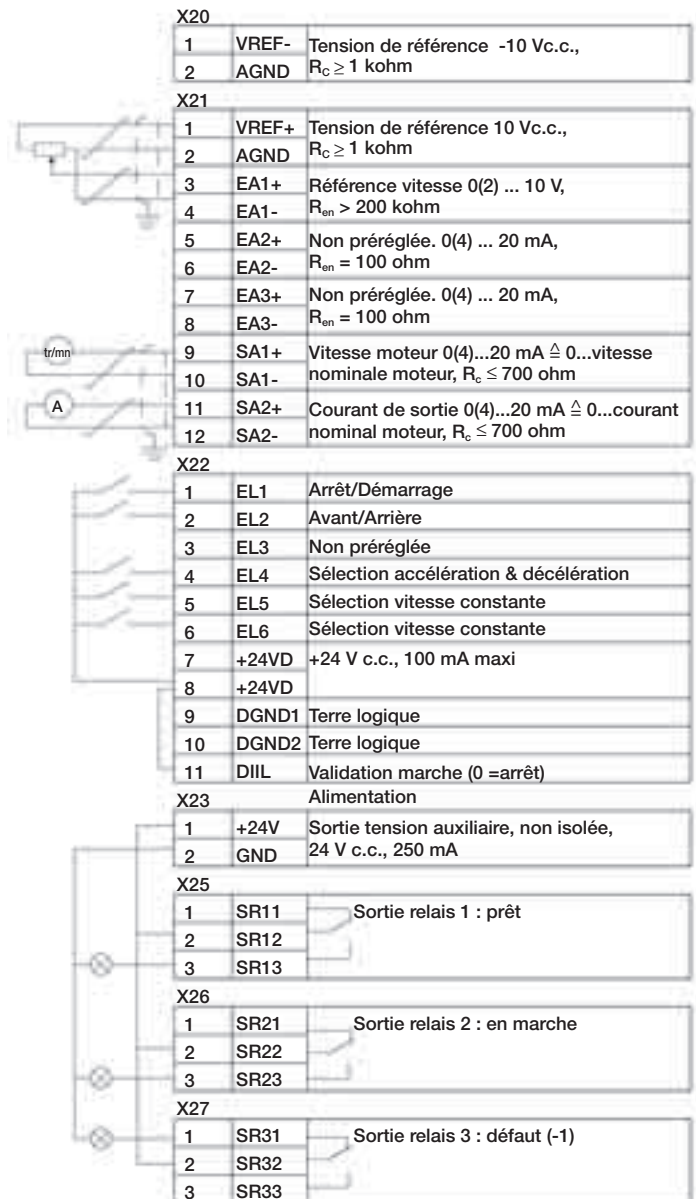 X20
1 VREF- Tension de référence -10 Vc.c.,
2 AGND Rc ≥ 1 kohm
X21
1 VREF+ Tension de référence 10 Vc.c.,
2 AGND Rc ≥ 1 kohm
3 EA1+ Référence vitesse 0(2) ... 10 V,
4 EA1- Ren > 200 kohm
5 EA2+ Non préréglée. 0(4) ... 20 mA,
6 EA2- Ren = 100 ohm
7 EA3+ Non préréglée. 0(4) ... 20 mA,
8 EA3- Ren = 100 ohm
tr/mn 9 SA1+ Vitesse moteur 0(4)...20 mA ≙ 0...vitesse
10 SA1- nominale moteur, Rc ≤ 700 ohm
A 11 SA2+ Courant de sortie 0(4)...20 mA ≙ 0...courant
12 SA2- nominal moteur, Rc ≤ 700 ohm
X22
1 EL1 Arrêt/Démarrage
2 EL2 Avant/Arrière
3 EL3 Non préréglée
4 EL4 Sélection accélération & décélération
5 EL5 Sélection vitesse constante
6 EL6 Sélection vitesse constante
7 +24VD +24 V c.c., 100 mA maxi
8 +24VD
9 DGND1 Terre logique
10 DGND2 Terre logique
11 DIIL Validation marche (0 =arrêt)
X23 Alimentation
1 +24V Sortie tension auxiliaire, non isolée,
2 GND 24 V c.c., 250 mA
X25
1 SR11 Sortie relais 1 : prêt
2 SR12
3 SR13
X26
1 SR21 Sortie relais 2 : en marche
2 SR22
3 SR23
X27
1 SR31 Sortie relais 3 : défaut (-1)
2 SR32
3 SR33